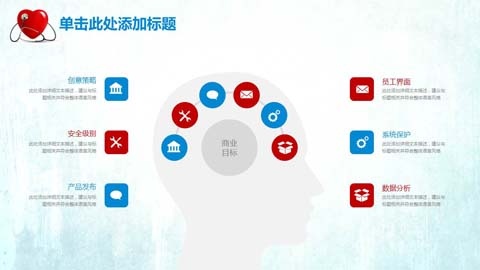 单击此处添加标题
创意策略
此处添加详细文本描述，建议与标
题相关并符合整体语言风格
安全级别
此处添加详细文本描述，建议与标
题相关并符合整体语言风格
产品发布
此处添加详细文本描述，建议与标
题相关并符合整体语言风格
商业
目标
员工界面
此处添加详细文本描述，建议与标
题相关并符合整体语言风格
系统保护
此处添加详细文本描述，建议与标
题相关并符合整体语言风格
数据分析
此处添加详细文本描述，建议与标
题相关并符合整体语言风格